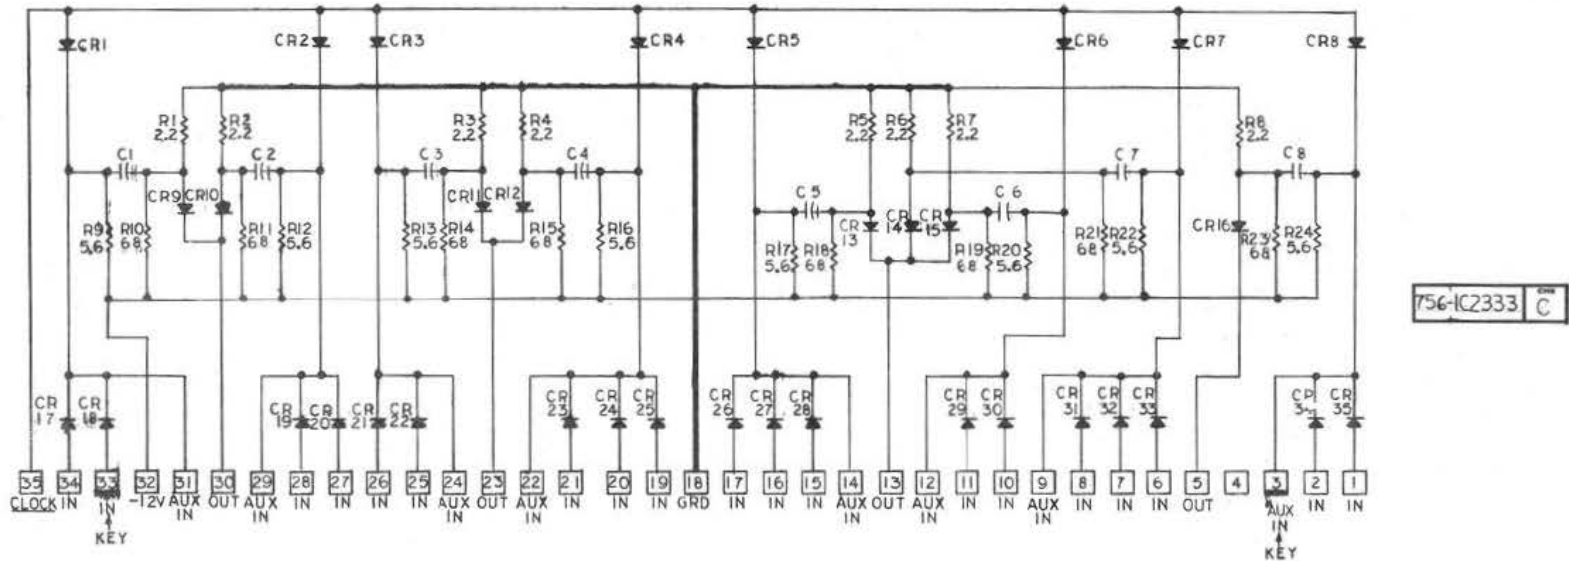 CR1 CR2 CR3 CR4 CR5 CR6 CR7 CR8
R1 2.2 R2 2.2 R3 2.2 R4 2.2 R5 2.2 R6 2.2 R7 2.2 R8 2.2
C1 C2 C3 C4 C7 C8
CR9 CR10 CR11 CR12 C5 C6
CR 13 CR 14 CR 15 CR16
R9 5.6 R10 68 R11 68 R12 5.6 R13 5.6 R14 68 R15 68 R16 5.6 R17 5.6 R18 68 R19 68 R20 5.6 R21 68 R22 5.6 R23 68 R24 5.6
756-1C2333 C
CR 17 CR 18 CR 19 CR 20 CR 21 CR 22 CR 23 CR 24 CR 25 CR 26 CR 27 CR 28 CR 29 CR 30 CR 31 CR 32 CR 33 CR 35
35 34 33 32 31 30 29 28 27 26 25 24 23 22 21 20 19 18 17 16 15 14 13 12 11 10 9 8 7 6 5 4 3 2 1
CLOCK IN IN -12V AUX IN OUT AUX IN IN IN IN IN AUX IN OUT AUX IN IN IN IN GRD IN IN IN AUX IN OUT AUX IN IN IN AUX IN IN IN IN OUT AUX IN IN IN
KEY KEY